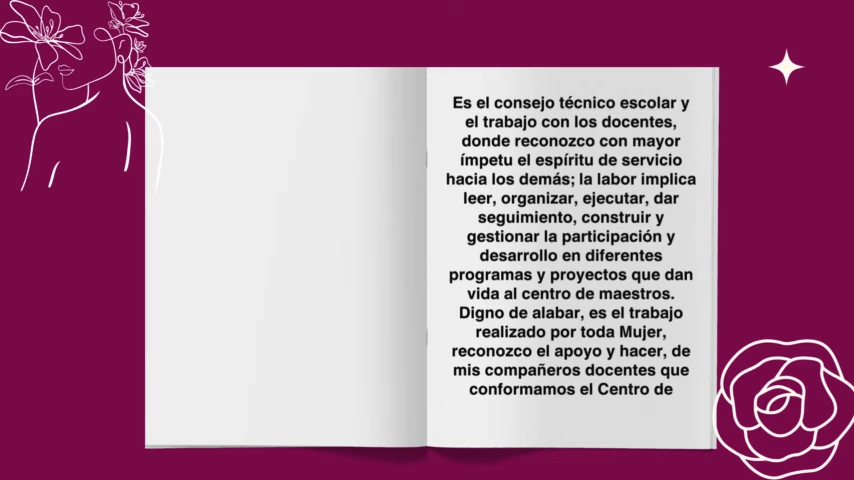 Es el consejo técnico escolar y
el trabajo con los docentes,
donde reconozco con mayor
ímpetu el espíritu de servicio
hacia los demás; la labor implica
leer, organizar, ejecutar, dar
seguimiento, construir y
gestionar la participación y
desarrollo en diferentes
programas y proyectos que dan
vida al centro de maestros.
Digno de alabar, es el trabajo
realizado por toda Mujer,
reconozco el apoyo y hacer, de
mis compañeros docentes que
conformamos el Centro de